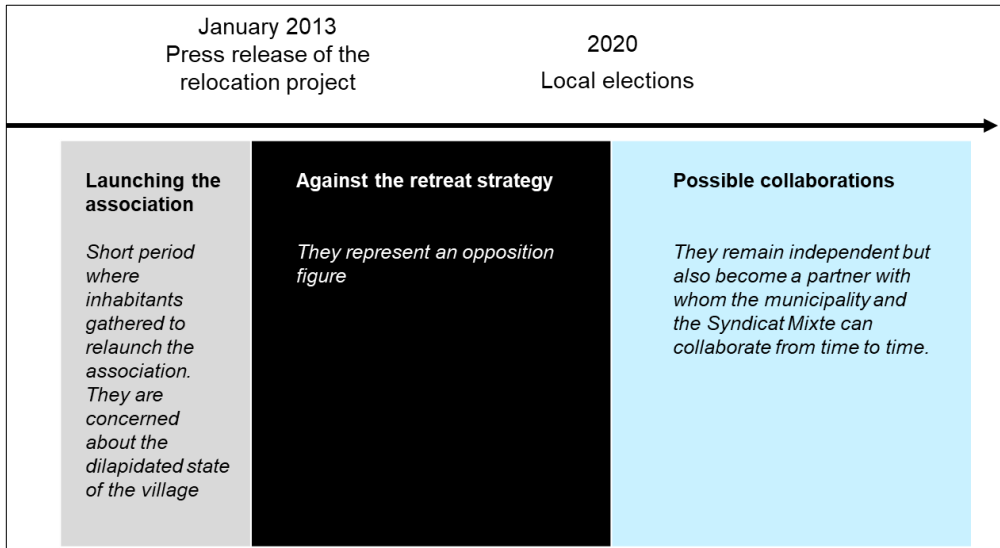 January 2013
Press release of the
relocation project
2020
Local elections
Launching the
association
Short period
where
inhabitants
gathered to
relaunch the
association.
They are
concerned
about the
dilapidated state
of the village
Against the retreat strategy
They represent an opposition
figure
Possible collaborations
They remain independent but
also become a partner with
whom the municipality and
the Syndicat Mixte can
collaborate from time to time.